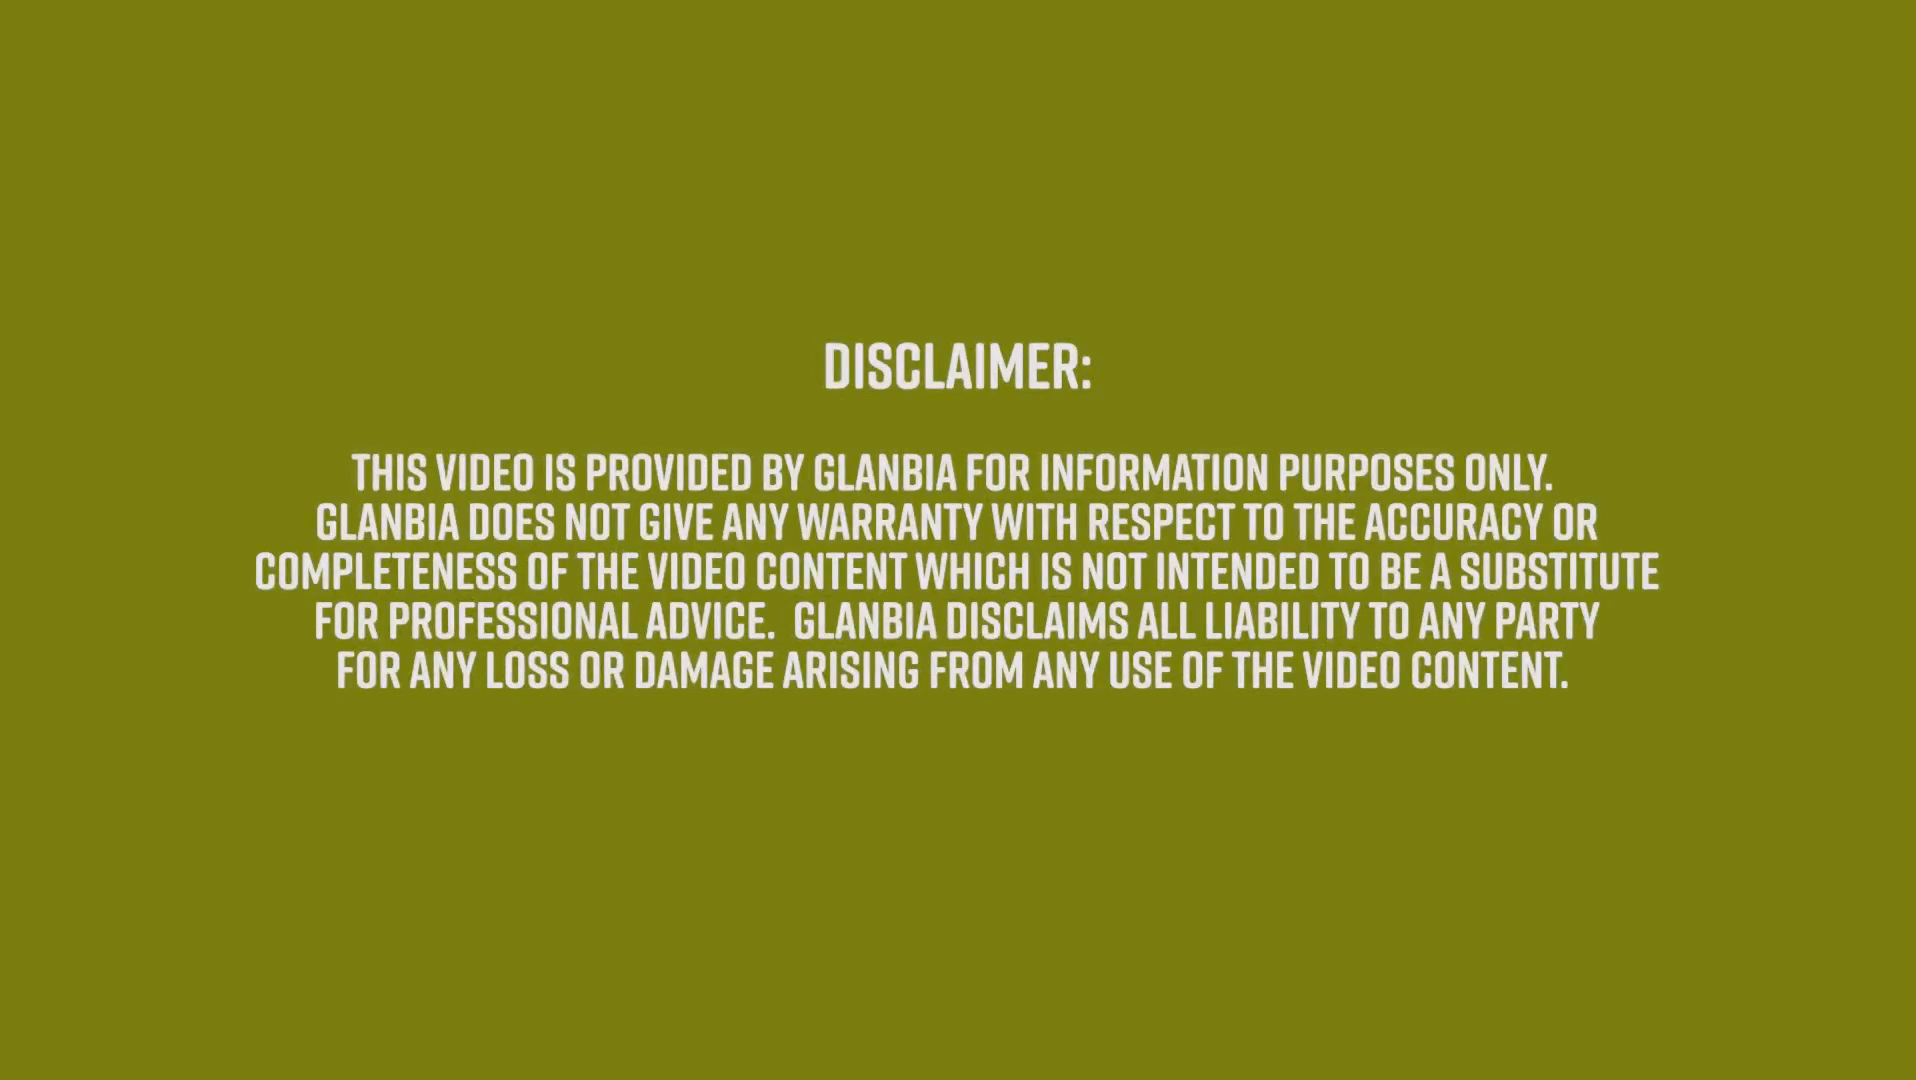 DISCLAIMER:
THIS VIDEO IS PROVIDED BY GLANBIA FOR INFORMATION PURPOSES ONLY.
GLANBIA DOES NOT GIVE ANY WARRANTY WITH RESPECT TO THE ACCURACY OR
COMPLETENESS OF THE VIDEO CONTENT WHICH IS NOT INTENDED TO BE A SUBSTITUTE
FOR PROFESSIONAL ADVICE.  GLANBIA DISCLAIMS ALL LIABILITY TO ANY PARTY
FOR ANY LOSS OR DAMAGE ARISING FROM ANY USE OF THE VIDEO CONTENT.